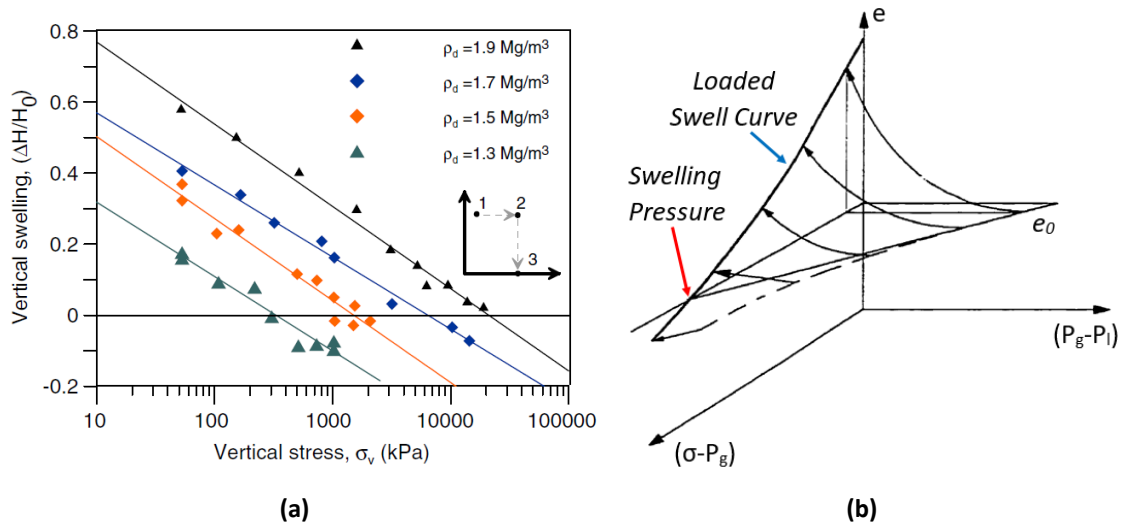 0.8
0.6
0.4
0.2
0
-0.2
Vertical swelling, (ΔH/H₀)
ρd =1.9 Mg/m³
ρd =1.7 Mg/m³
ρd =1.5 Mg/m³
ρd =1.3 Mg/m³
1 2
3
10 100 1000 10000 100000
Vertical stress, σv (kPa)
(a)
e
Loaded
Swell Curve
Swelling
Pressure
e₀
(Pg-Pl)
(σ-Pg)
(b)